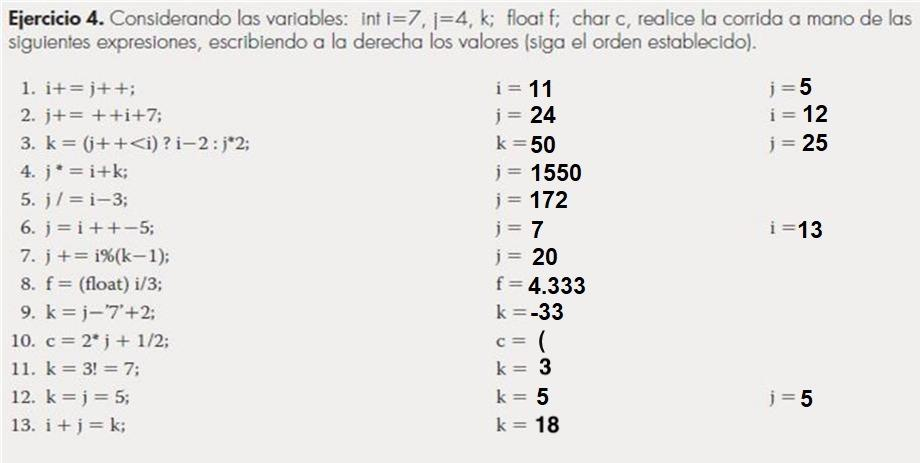 Ejercicio 4. Considerando las variables: int i=7, j=4, k; float f; char c, realice la corrida a mano de las
siguientes expresiones, escribiendo a la derecha los valores (siga el orden establecido).
1. i+= j++; i = 11 j = 5
2. j+= ++i+7; j = 24 i = 12
3. k = (j++<i) ? i-2 : j*2; k = 50 j = 25
4. j* = i+k; j = 1550
5. j/ = i-3; j = 172
6. j = i++-5; j = 7 i = 13
7. j += i%(k-1); j = 20
8. f = (float) i/3; f = 4.333
9. k = j-'7'+2; k = -33
10. c = 2* j + 1/2; c = (
11. k = 3! = 7; k = 3
12. k = j = 5; k = 5 j = 5
13. i + j = k; k = 18